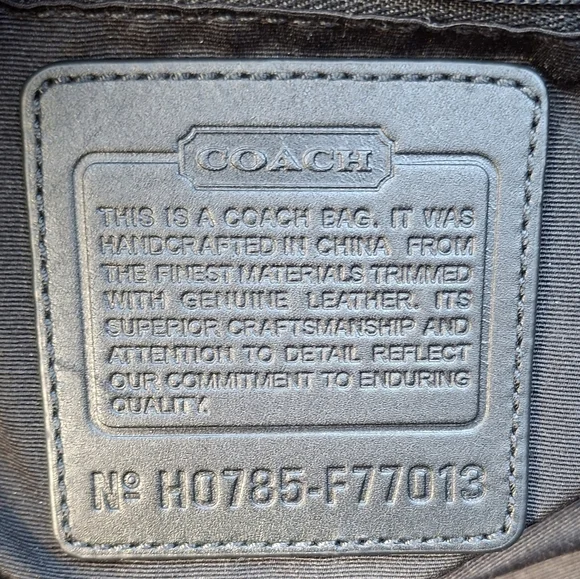 COACH
THIS IS A COACH BAG. IT WAS
HANDCRAFTED IN CHINA FROM
THE FINEST MATERIALS TRIMMED
WITH GENUINE LEATHER. ITS
SUPERIOR CRAFTSMANSHIP AND
ATTENTION TO DETAIL REFLECT
OUR COMMITMENT TO ENDURING
QUALITY.
Nº H0785-F77013